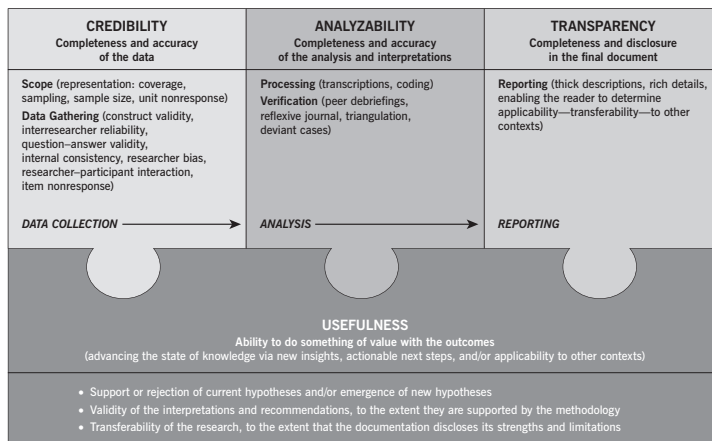 CREDIBILITY
Completeness and accuracy
of the data
Scope (representation: coverage,
sampling, sample size, unit nonresponse)
Data Gathering (construct validity,
interresearcher reliability,
question–answer validity,
internal consistency, researcher bias,
researcher–participant interaction,
item nonresponse)
DATA COLLECTION
ANALYZABILITY
Completeness and accuracy
of the analysis and interpretations
Processing (transcriptions, coding)
Verification (peer debriefings,
reflexive journal, triangulation,
deviant cases)
ANALYSIS
TRANSPARENCY
Completeness and disclosure
in the final document
Reporting (thick descriptions, rich details,
enabling the reader to determine
applicability—transferability—to other
contexts)
REPORTING
USEFULNESS
Ability to do something of value with the outcomes
(advancing the state of knowledge via new insights, actionable next steps, and/or applicability to other contexts)
• Support or rejection of current hypotheses and/or emergence of new hypotheses
• Validity of the interpretations and recommendations, to the extent they are supported by the methodology
• Transferability of the research, to the extent that the documentation discloses its strengths and limitations